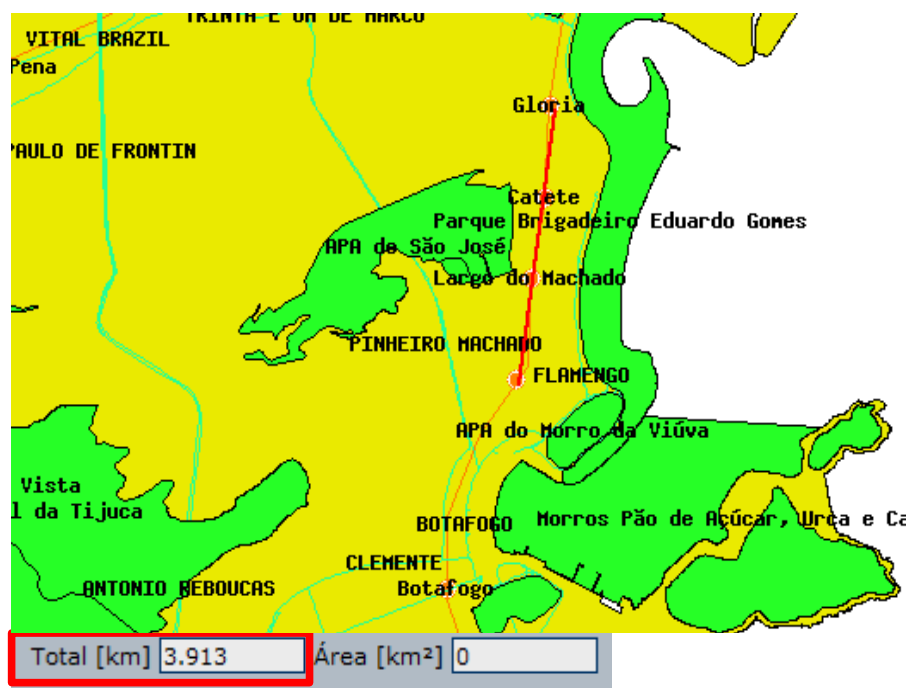 TRINTA E UM DE MARCO
VITAL BRAZIL
Pena
Gloria
PAULO DE FRONTIN
Catete
Parque Brigadeiro Eduardo Gomes
APA de São José
Largo do Machado
PINHEIRO MACHADO
FLAMENGO
APA do Morro da Viúva
Vista
l da Tijuca
BOTAFOGO
Morros Pão de Açúcar, Urca e Ca
CLEMENTE
ANTONIO REBOUCAS
Botafogo
Total [km] 3.913 Área [km²] 0